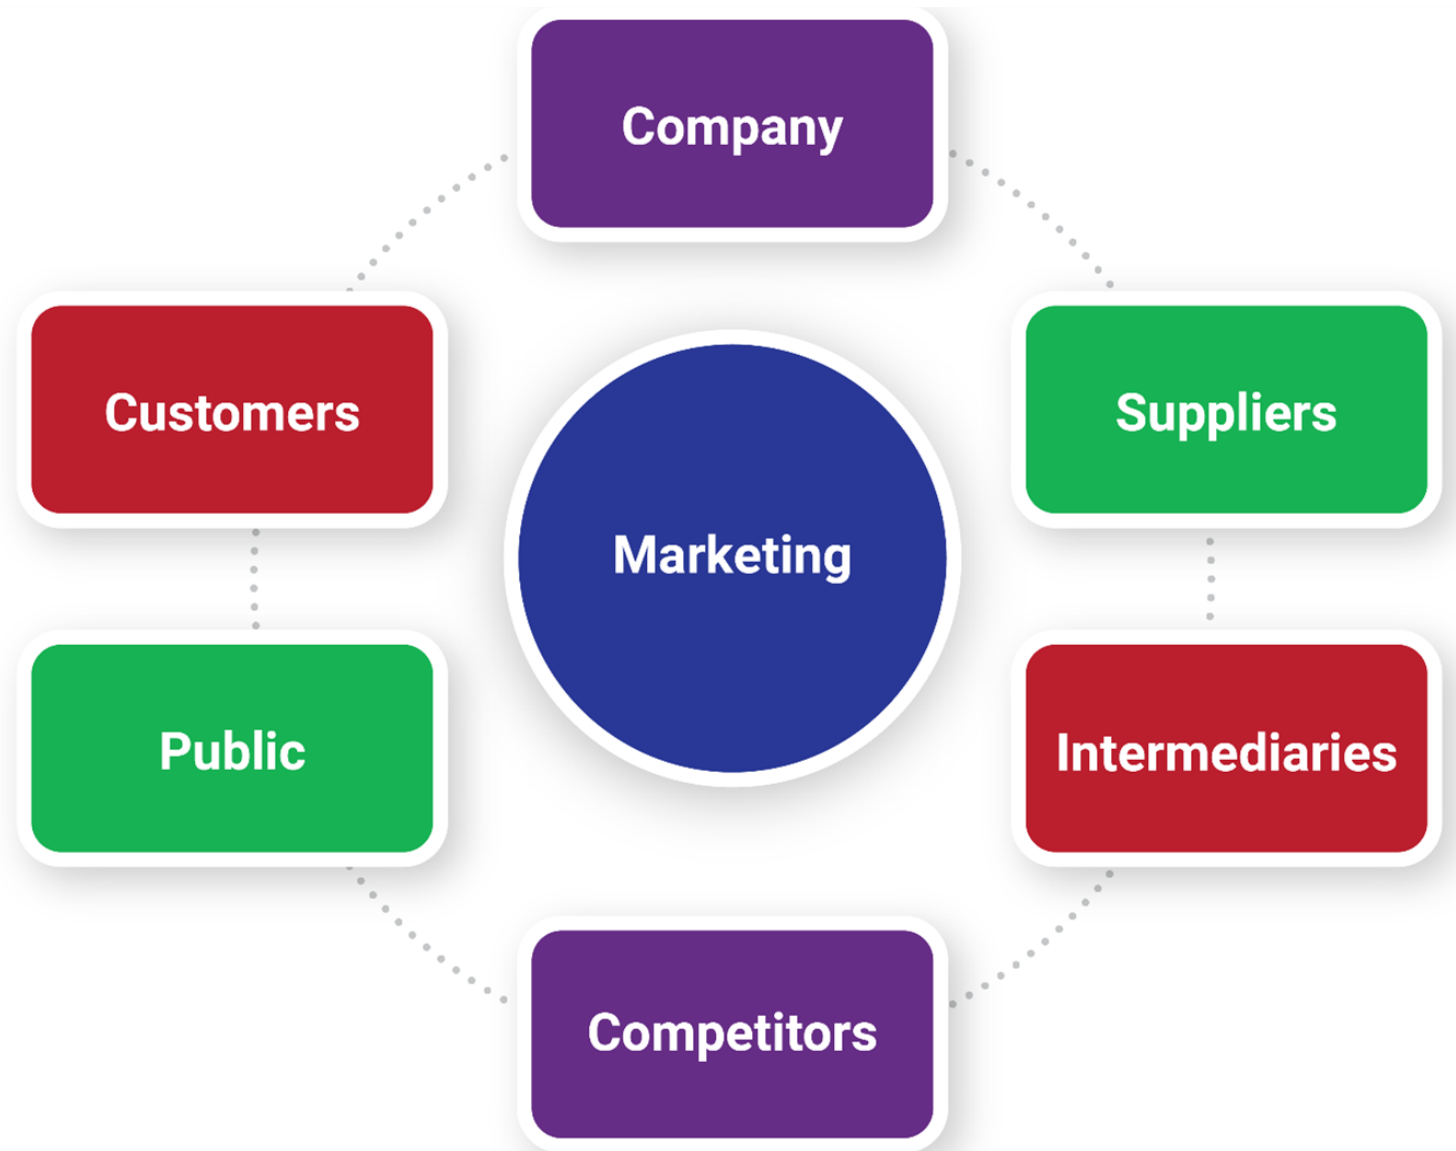 Company
Customers
Suppliers
Marketing
Public
Intermediaries
Competitors